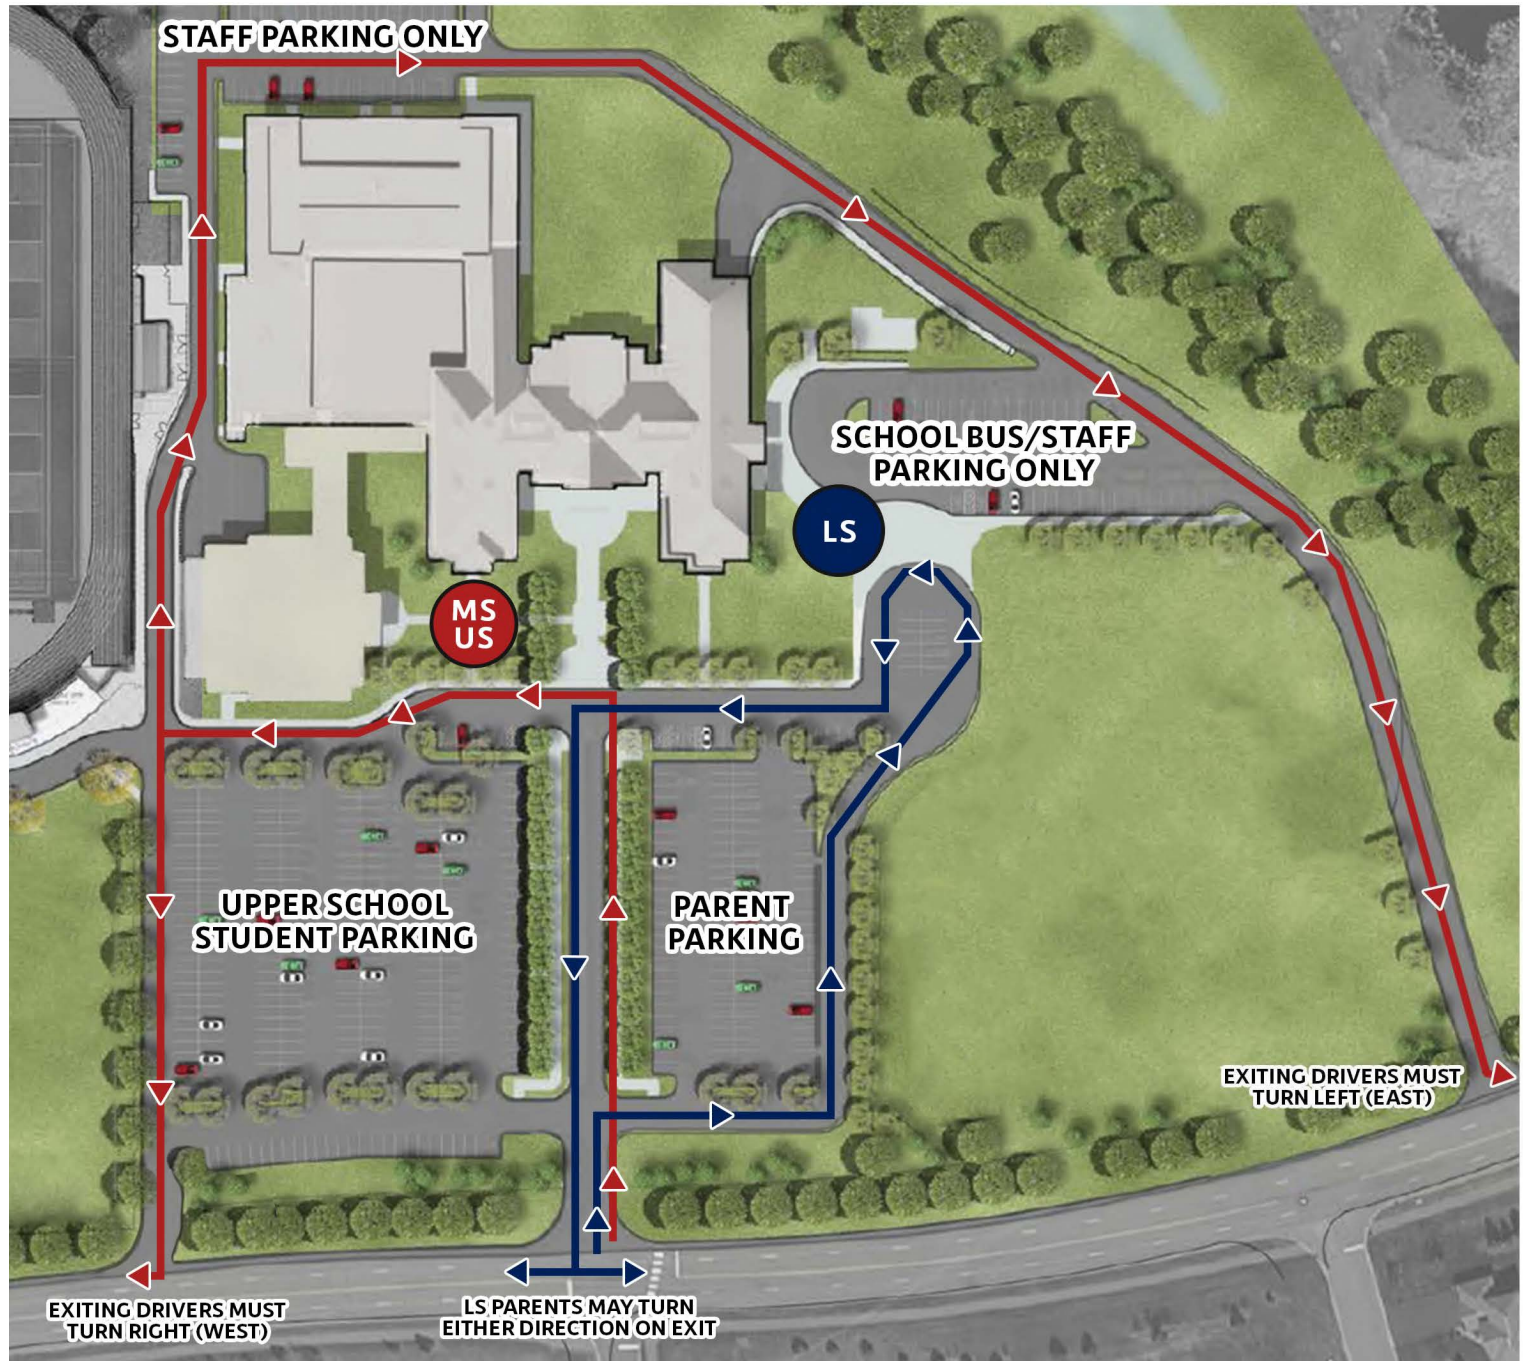 STAFF PARKING ONLY
SCHOOL BUS/STAFF
PARKING ONLY
LS
MS
US
UPPER SCHOOL
STUDENT PARKING
PARENT
PARKING
EXITING DRIVERS MUST
TURN LEFT (EAST)
EXITING DRIVERS MUST
TURN RIGHT (WEST)
LS PARENTS MAY TURN
EITHER DIRECTION ON EXIT